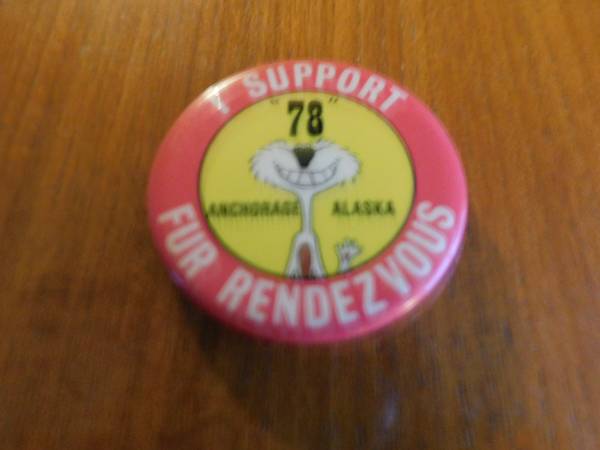 I SUPPORT
"78"
ANCHORAGE ALASKA
FUR RENDEZVOUS